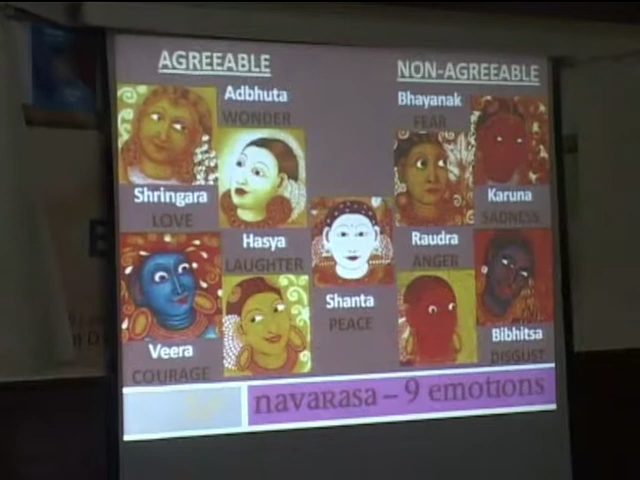 AGREEABLE
NON-AGREEABLE
Adbhuta
WONDER
Bhayanak
FEAR
Shringara
LOVE
Karuna
SADNESS
Hasya
LAUGHTER
Raudra
ANGER
Shanta
PEACE
Veera
COURAGE
Bibhitsa
DISGUST
navarasa – 9 emotions